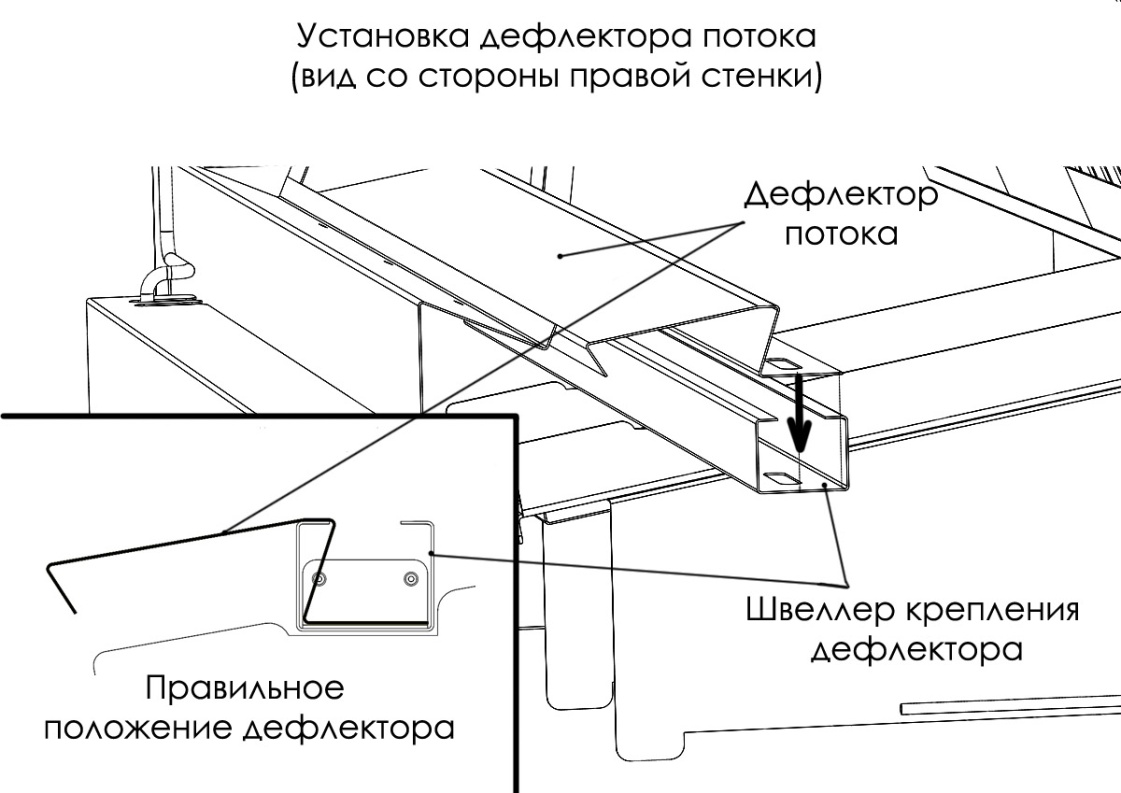 Установка дефлектора потока
(вид со стороны правой стенки)
Дефлектор
потока
Швеллер крепления
дефлектора
Правильное
положение дефлектора